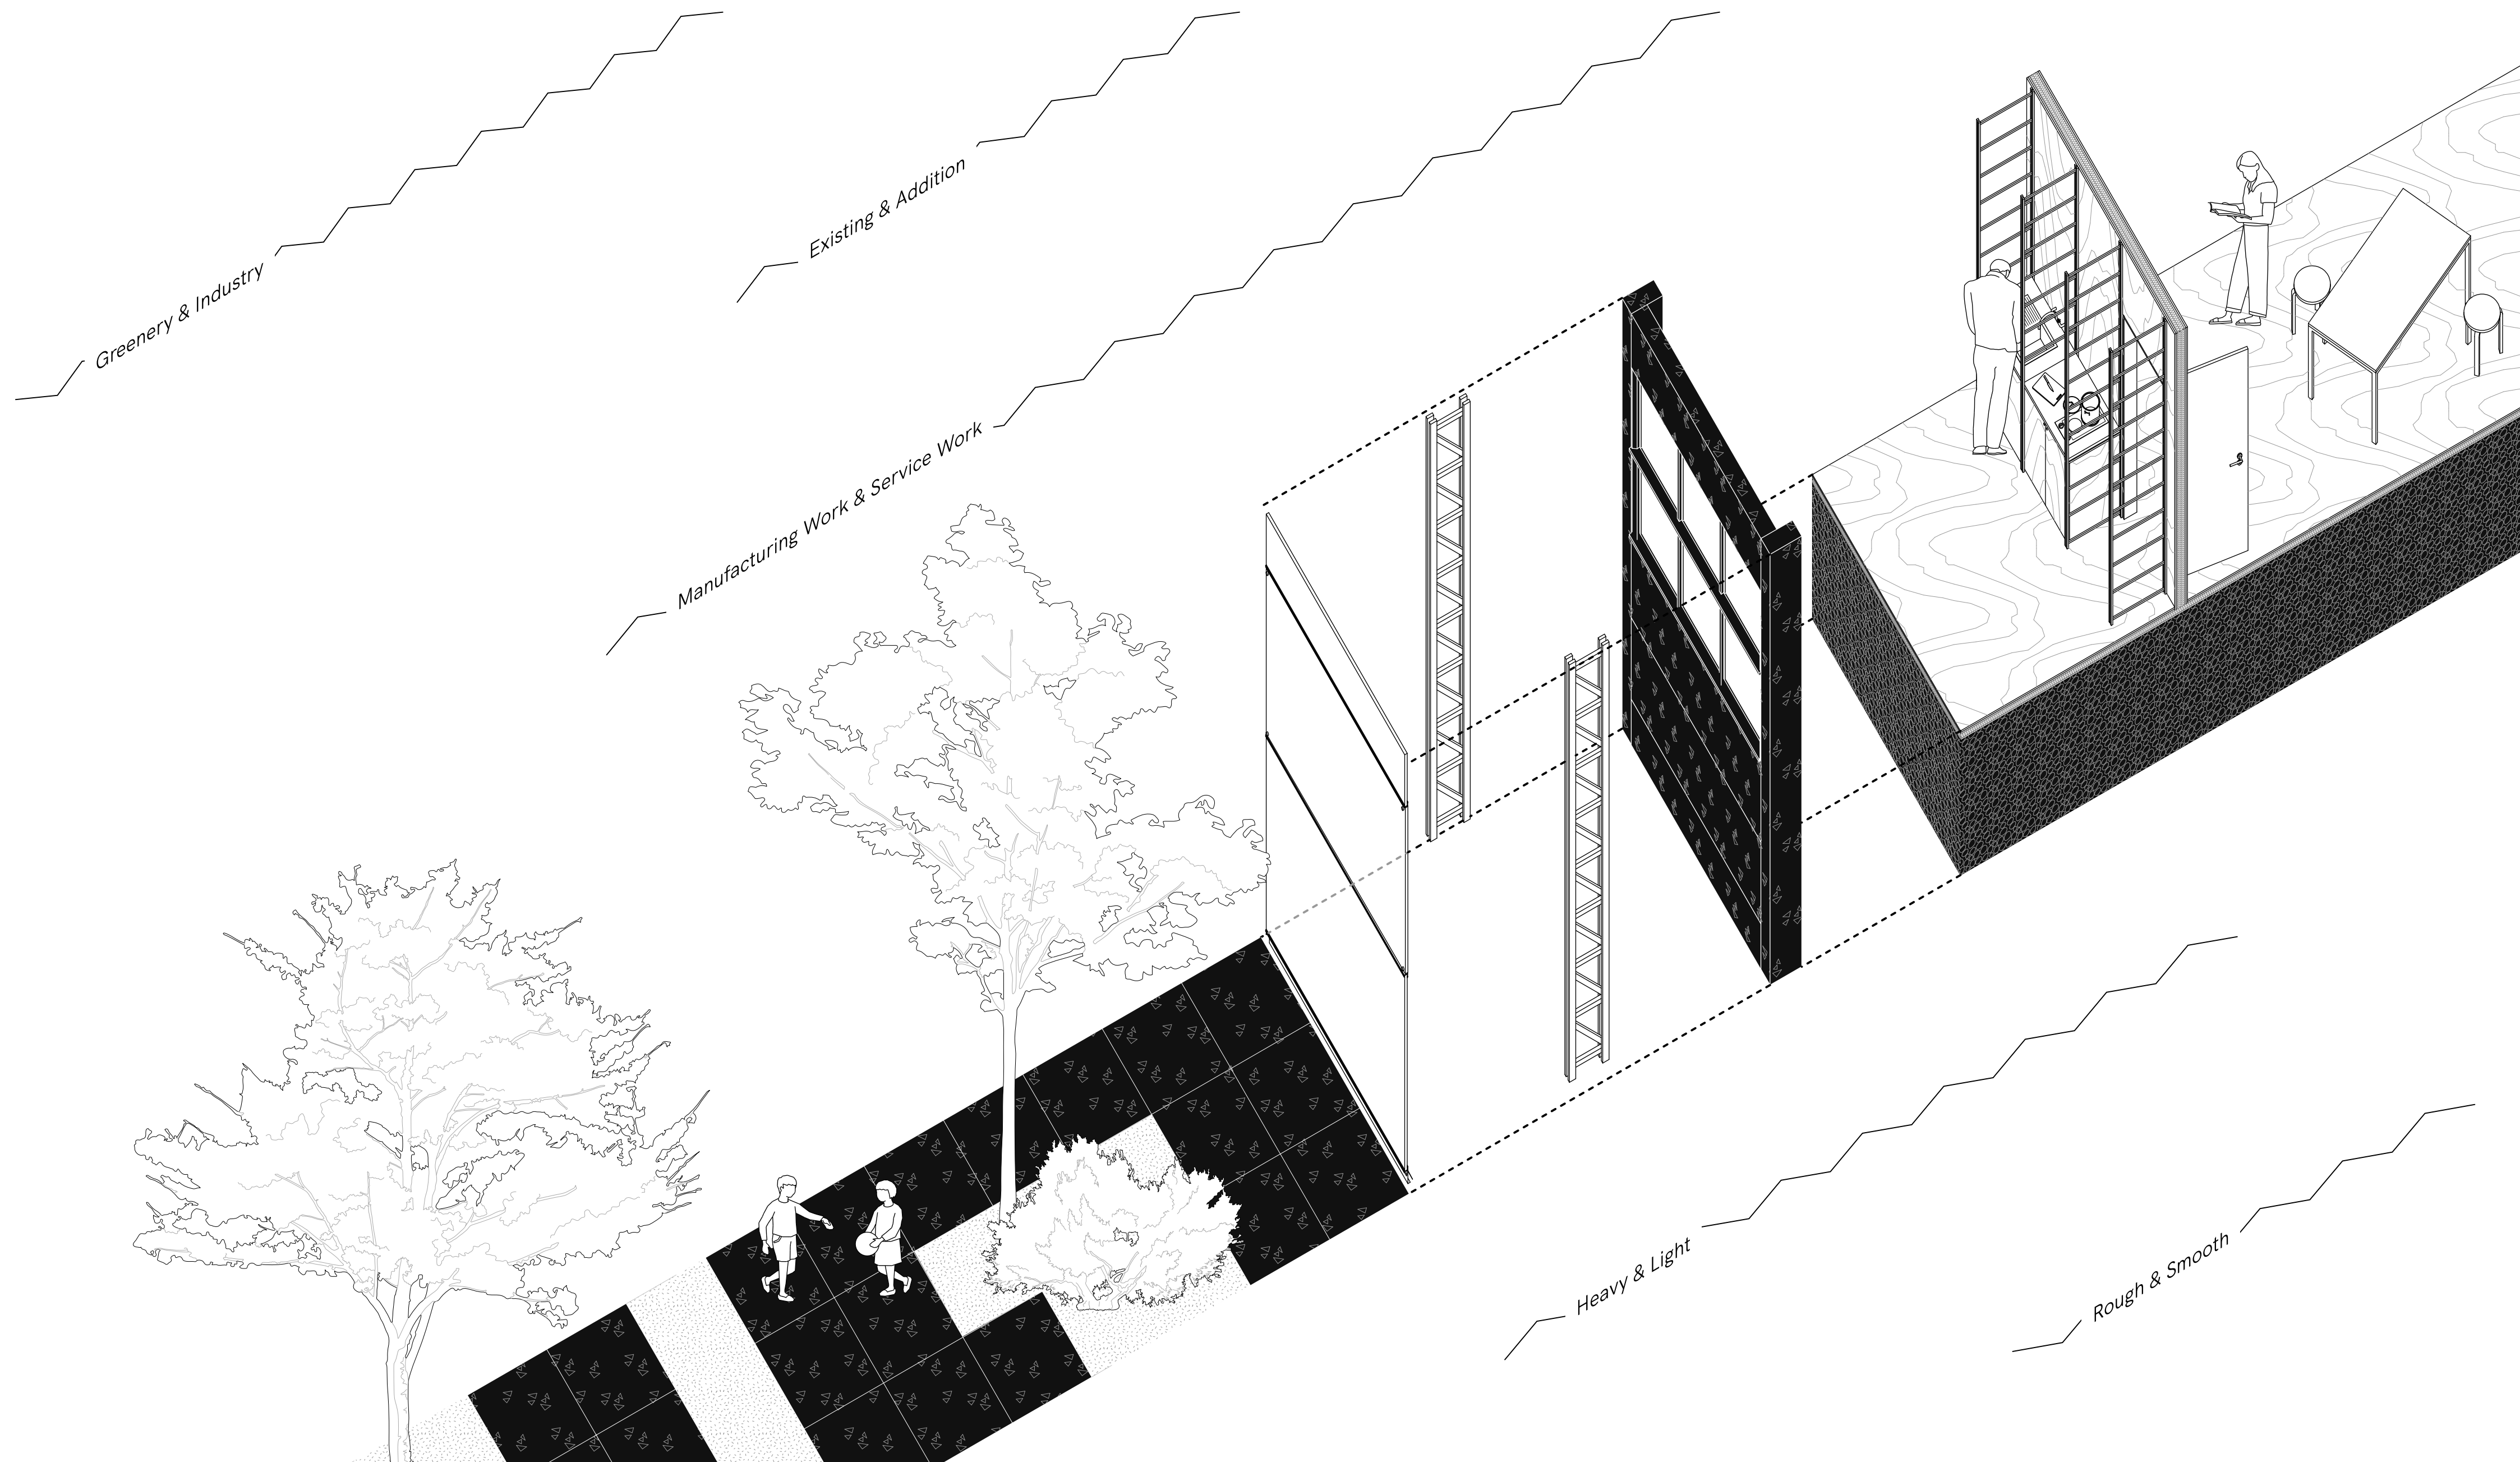 Greenery & Industry
Existing & Addition
Manufacturing Work & Service Work
Heavy & Light
Rough & Smooth